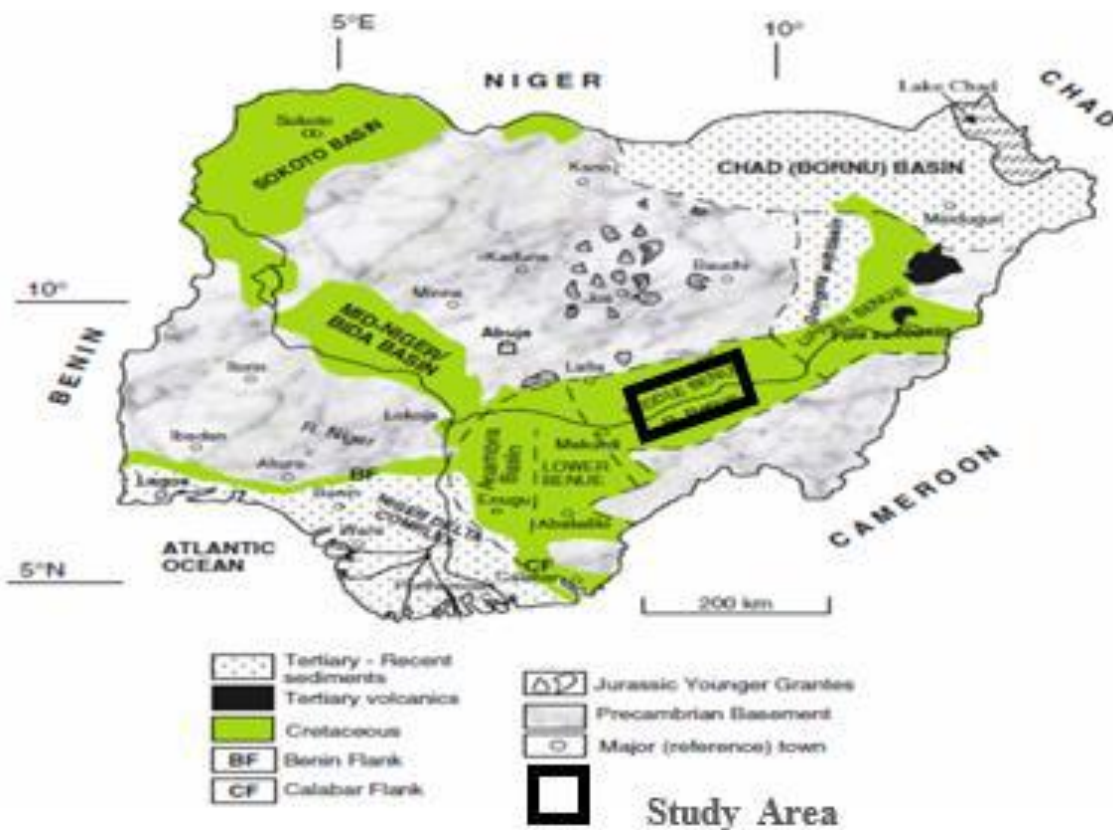 5°E
10°
NIGER
CHAD
Lake Chad
Sokoto
SOKOTO BASIN
Kano
CHAD (BORNU) BASIN
Maiduguri
Kaduna
Bauchi
Jos
Gongola
10°
Minna
UPPER BENUE
MID-NIGER/
BIDA BASIN
Abuja
BENIN
Ilorin
Lafia
Lokoja
R. Niger
Makurdi
Ibadan
Akure
Anambra
Basin
LOWER
BENUE
BF
Lagos
Benin
Enugu
Abakaliki
NIGER DELTA
Warri
CAMEROON
ATLANTIC
OCEAN
CF
Calabar
5°N
200 km
Tertiary - Recent
sediments
Tertiary volcanics
Cretaceous
BF Benin Flank
CF Calabar Flank
Jurassic Younger Grantes
Precambrian Basement
Major (reference) town
Study Area